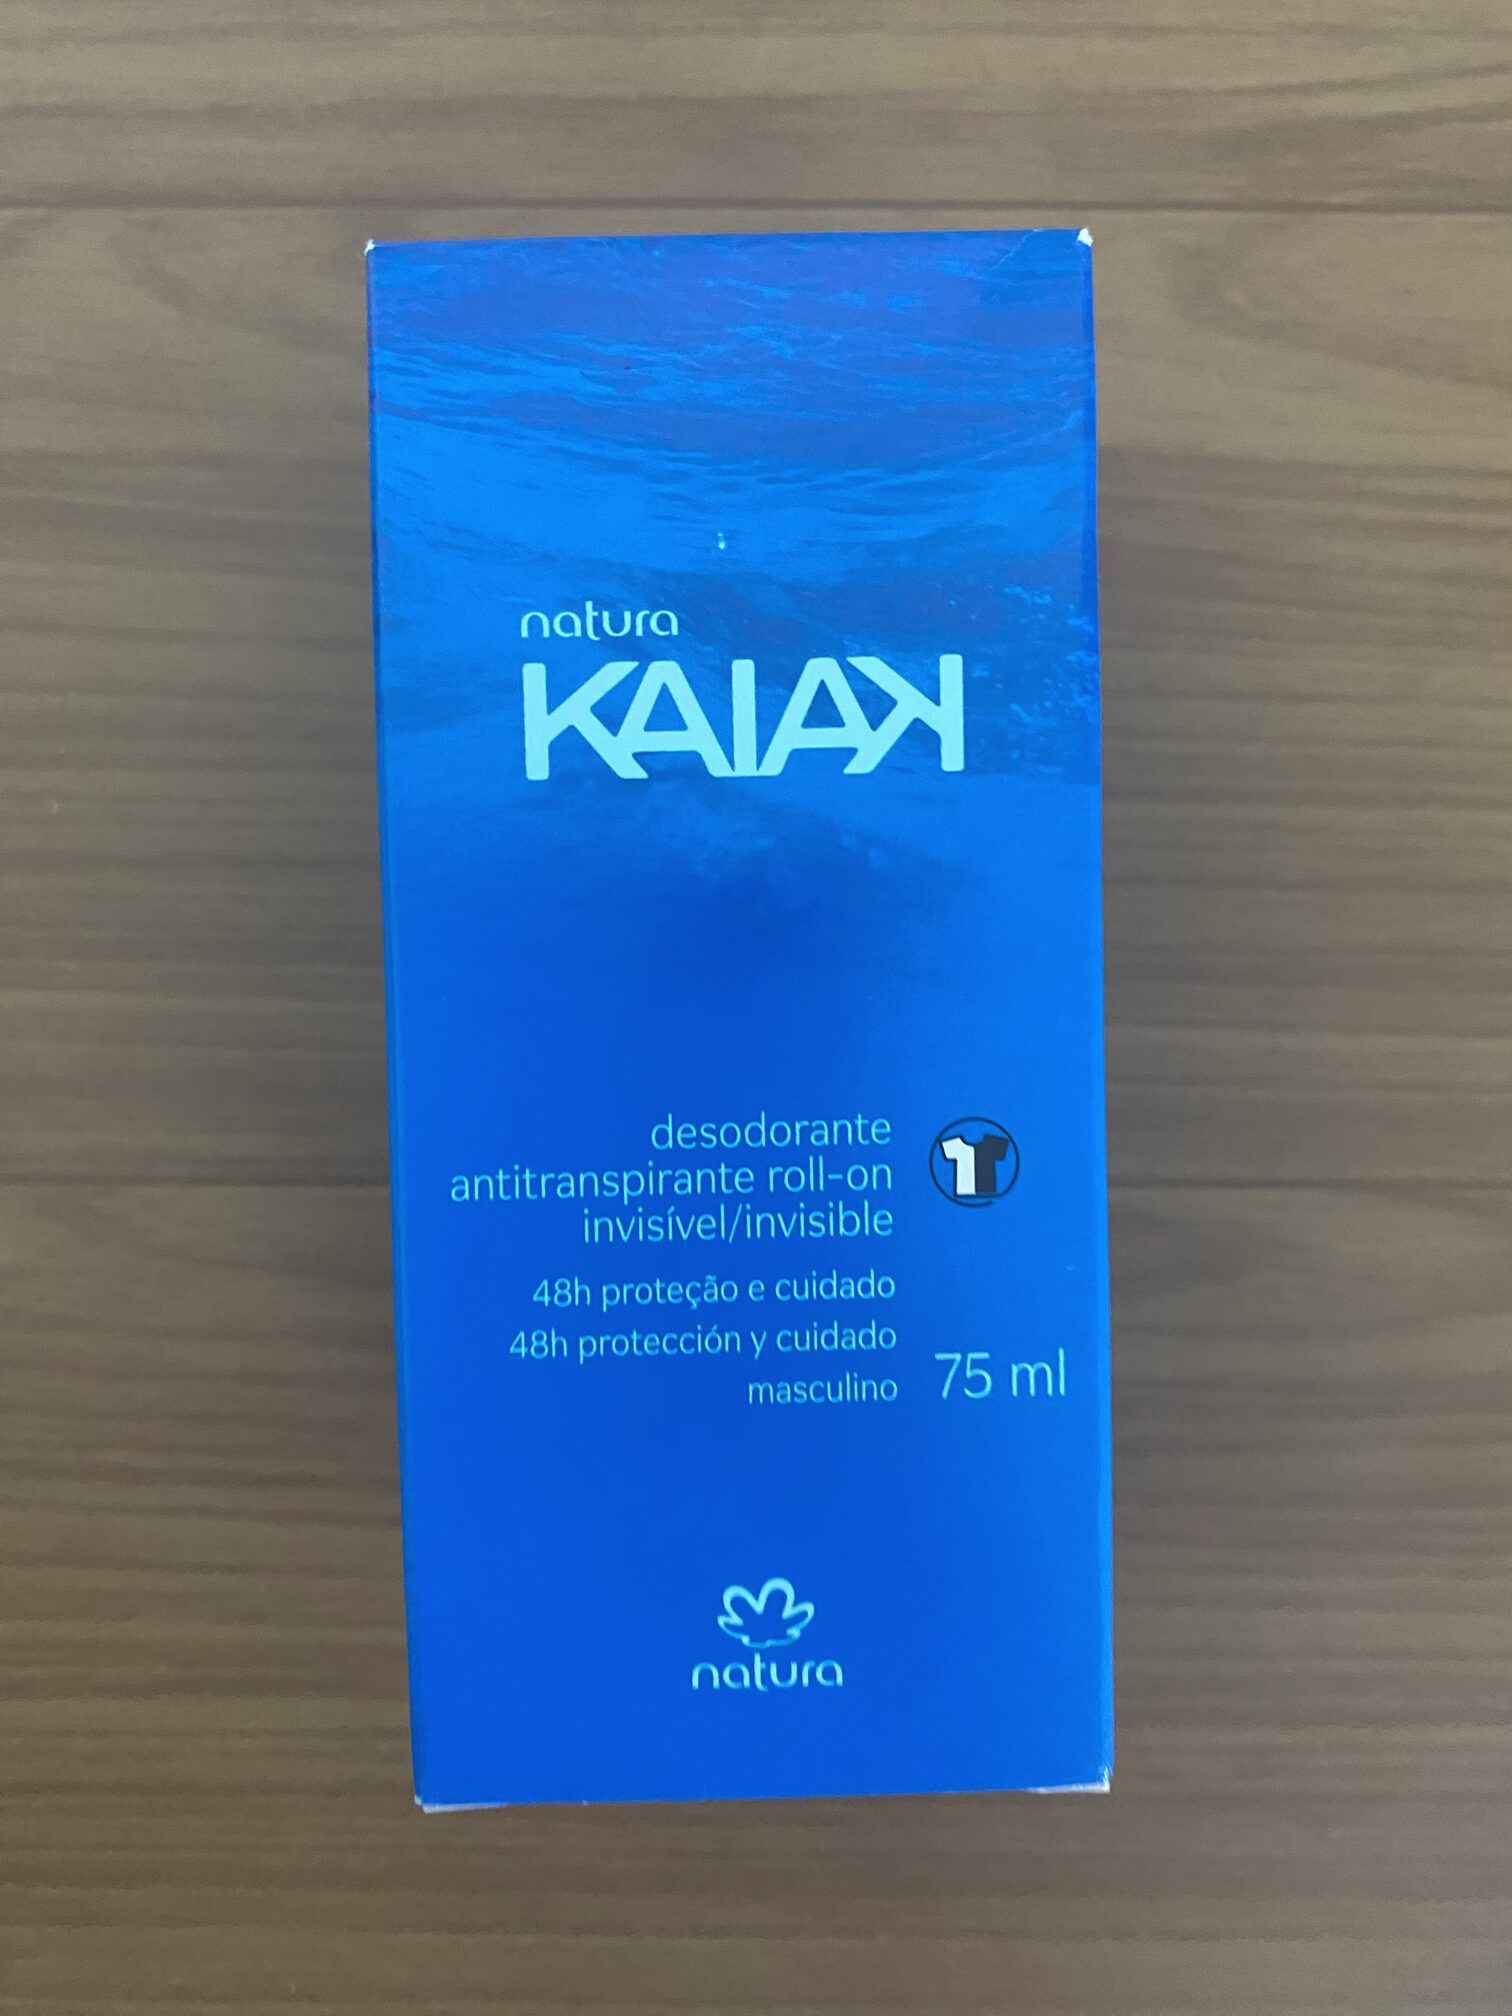 natura
KAIAK
desodorante
antitranspirante roll-on
invisível/invisible
48h proteção e cuidado
48h protección y cuidado
masculino
75 ml
natura